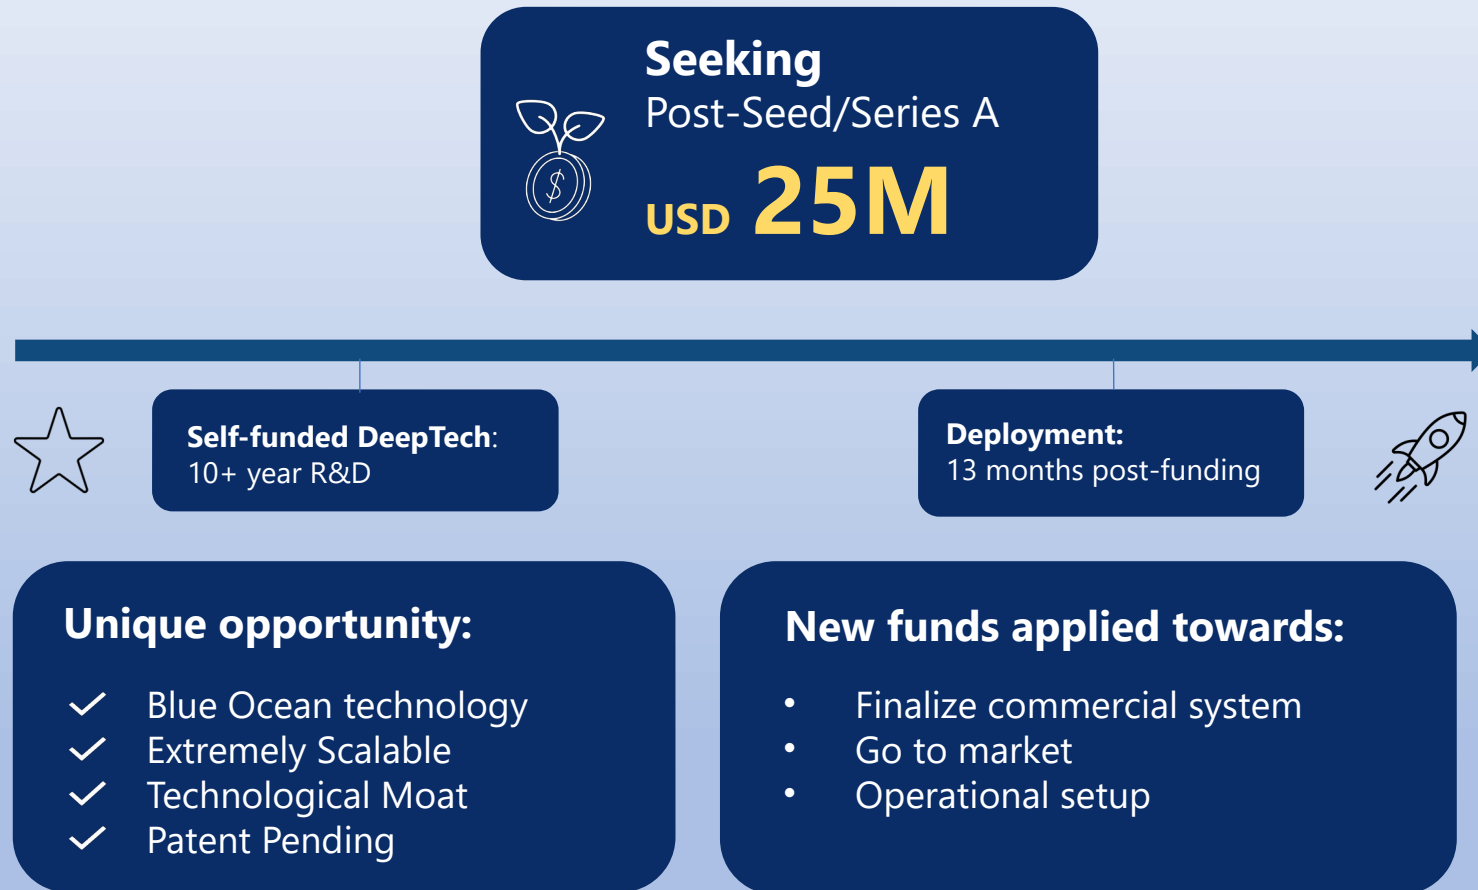 Seeking
Post-Seed/Series A
USD 25M
$
Self-funded DeepTech:
10+ year R&D
Deployment:
13 months post-funding
Unique opportunity:
Blue Ocean technology
Extremely Scalable
Technological Moat
Patent Pending
New funds applied towards:
• Finalize commercial system
• Go to market
• Operational setup